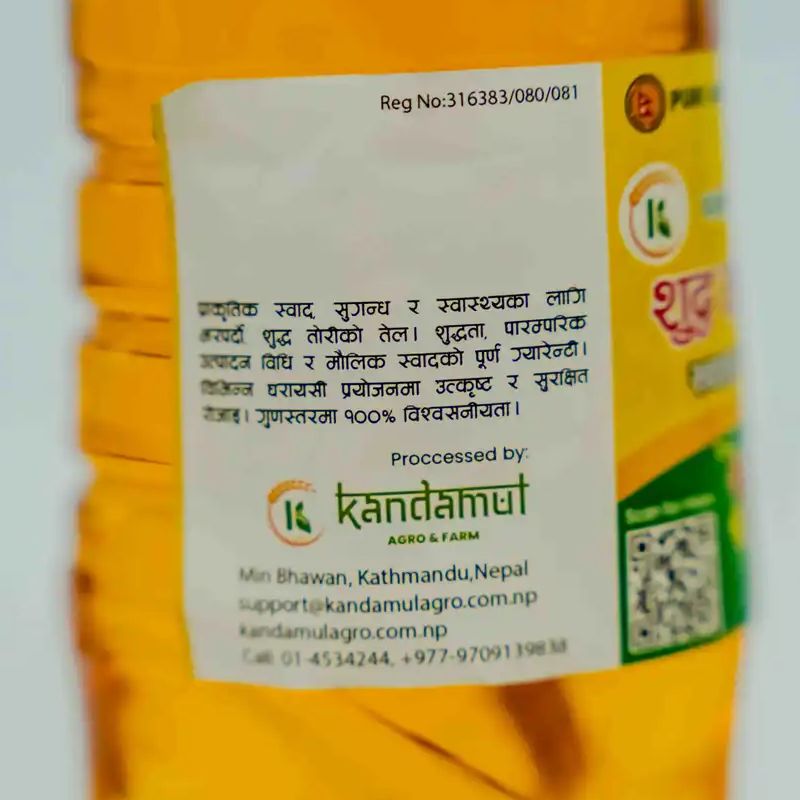 Reg No:316383/080/081
प्राकृतिक स्वाद, सुगन्ध र स्वास्थ्यका लागि
भरपर्दो, शुद्ध तोरीको तेल। शुद्धता, पारम्परिक
उत्पादन विधि र मौलिक स्वादको पूर्ण ग्यारेन्टी।
विभिन्न घरायसी प्रयोजनमा उत्कृष्ट र सुरक्षित
रोजाइ। गुणस्तरमा १००% विश्वसनीयता।
Proccessed by:
K
kandamul
AGRO & FARM
Min Bhawan, Kathmandu,Nepal
support@kandamulagro.com.np
kandamulagro.com.np
Call: 01-4534244, +977-9709139838
K
शुद्ध